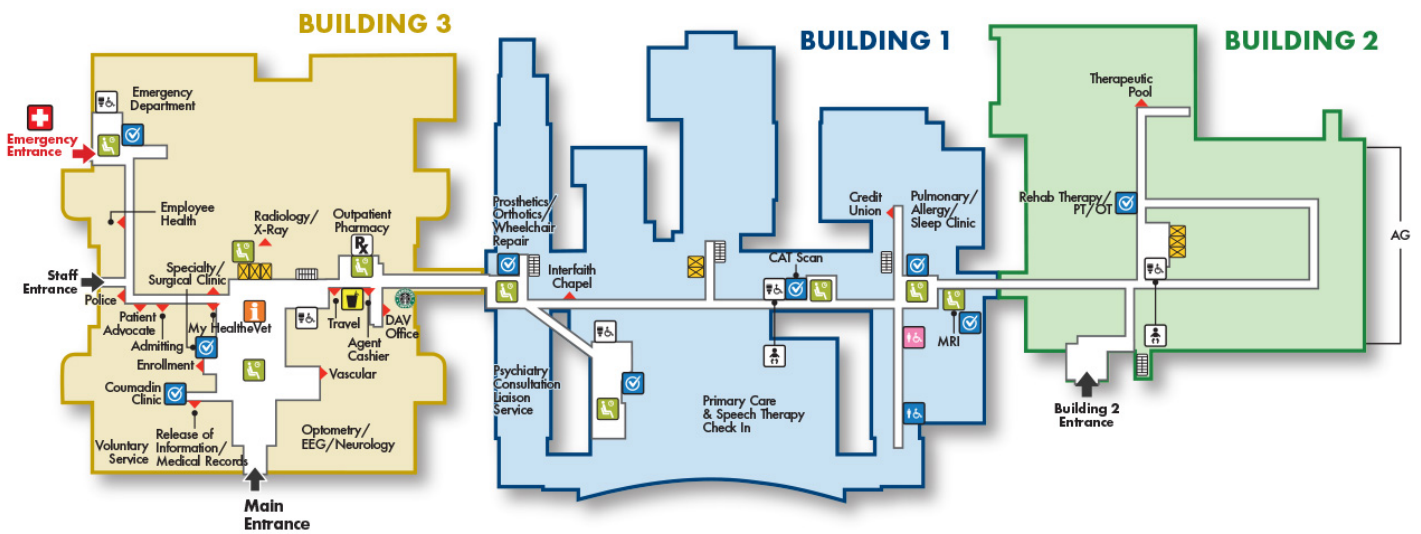 BUILDING 3
BUILDING 1
BUILDING 2
Emergency
Department
Emergency
Entrance
Employee
Health
Radiology/
X-Ray
Outpatient
Pharmacy
Rx
Staff
Entrance
Specialty/
Surgical Clinic
Police
Patient
Advocate
My HealtheVet
i
Admitting
Enrollment
Coumadin
Clinic
Travel
Agent
Cashier
DAV
Office
Vascular
Voluntary
Service
Release of
Information/
Medical Records
Optometry/
EEG/Neurology
Main
Entrance
Prosthetics/
Orthotics/
Wheelchair
Repair
Interfaith
Chapel
CAT Scan
Credit
Union
Pulmonary/
Allergy/
Sleep Clinic
MRI
Psychiatry
Consultation
Liaison
Service
Primary Care
& Speech Therapy
Check In
Therapeutic
Pool
Rehab Therapy/
PT/OT
AG
Building 2
Entrance